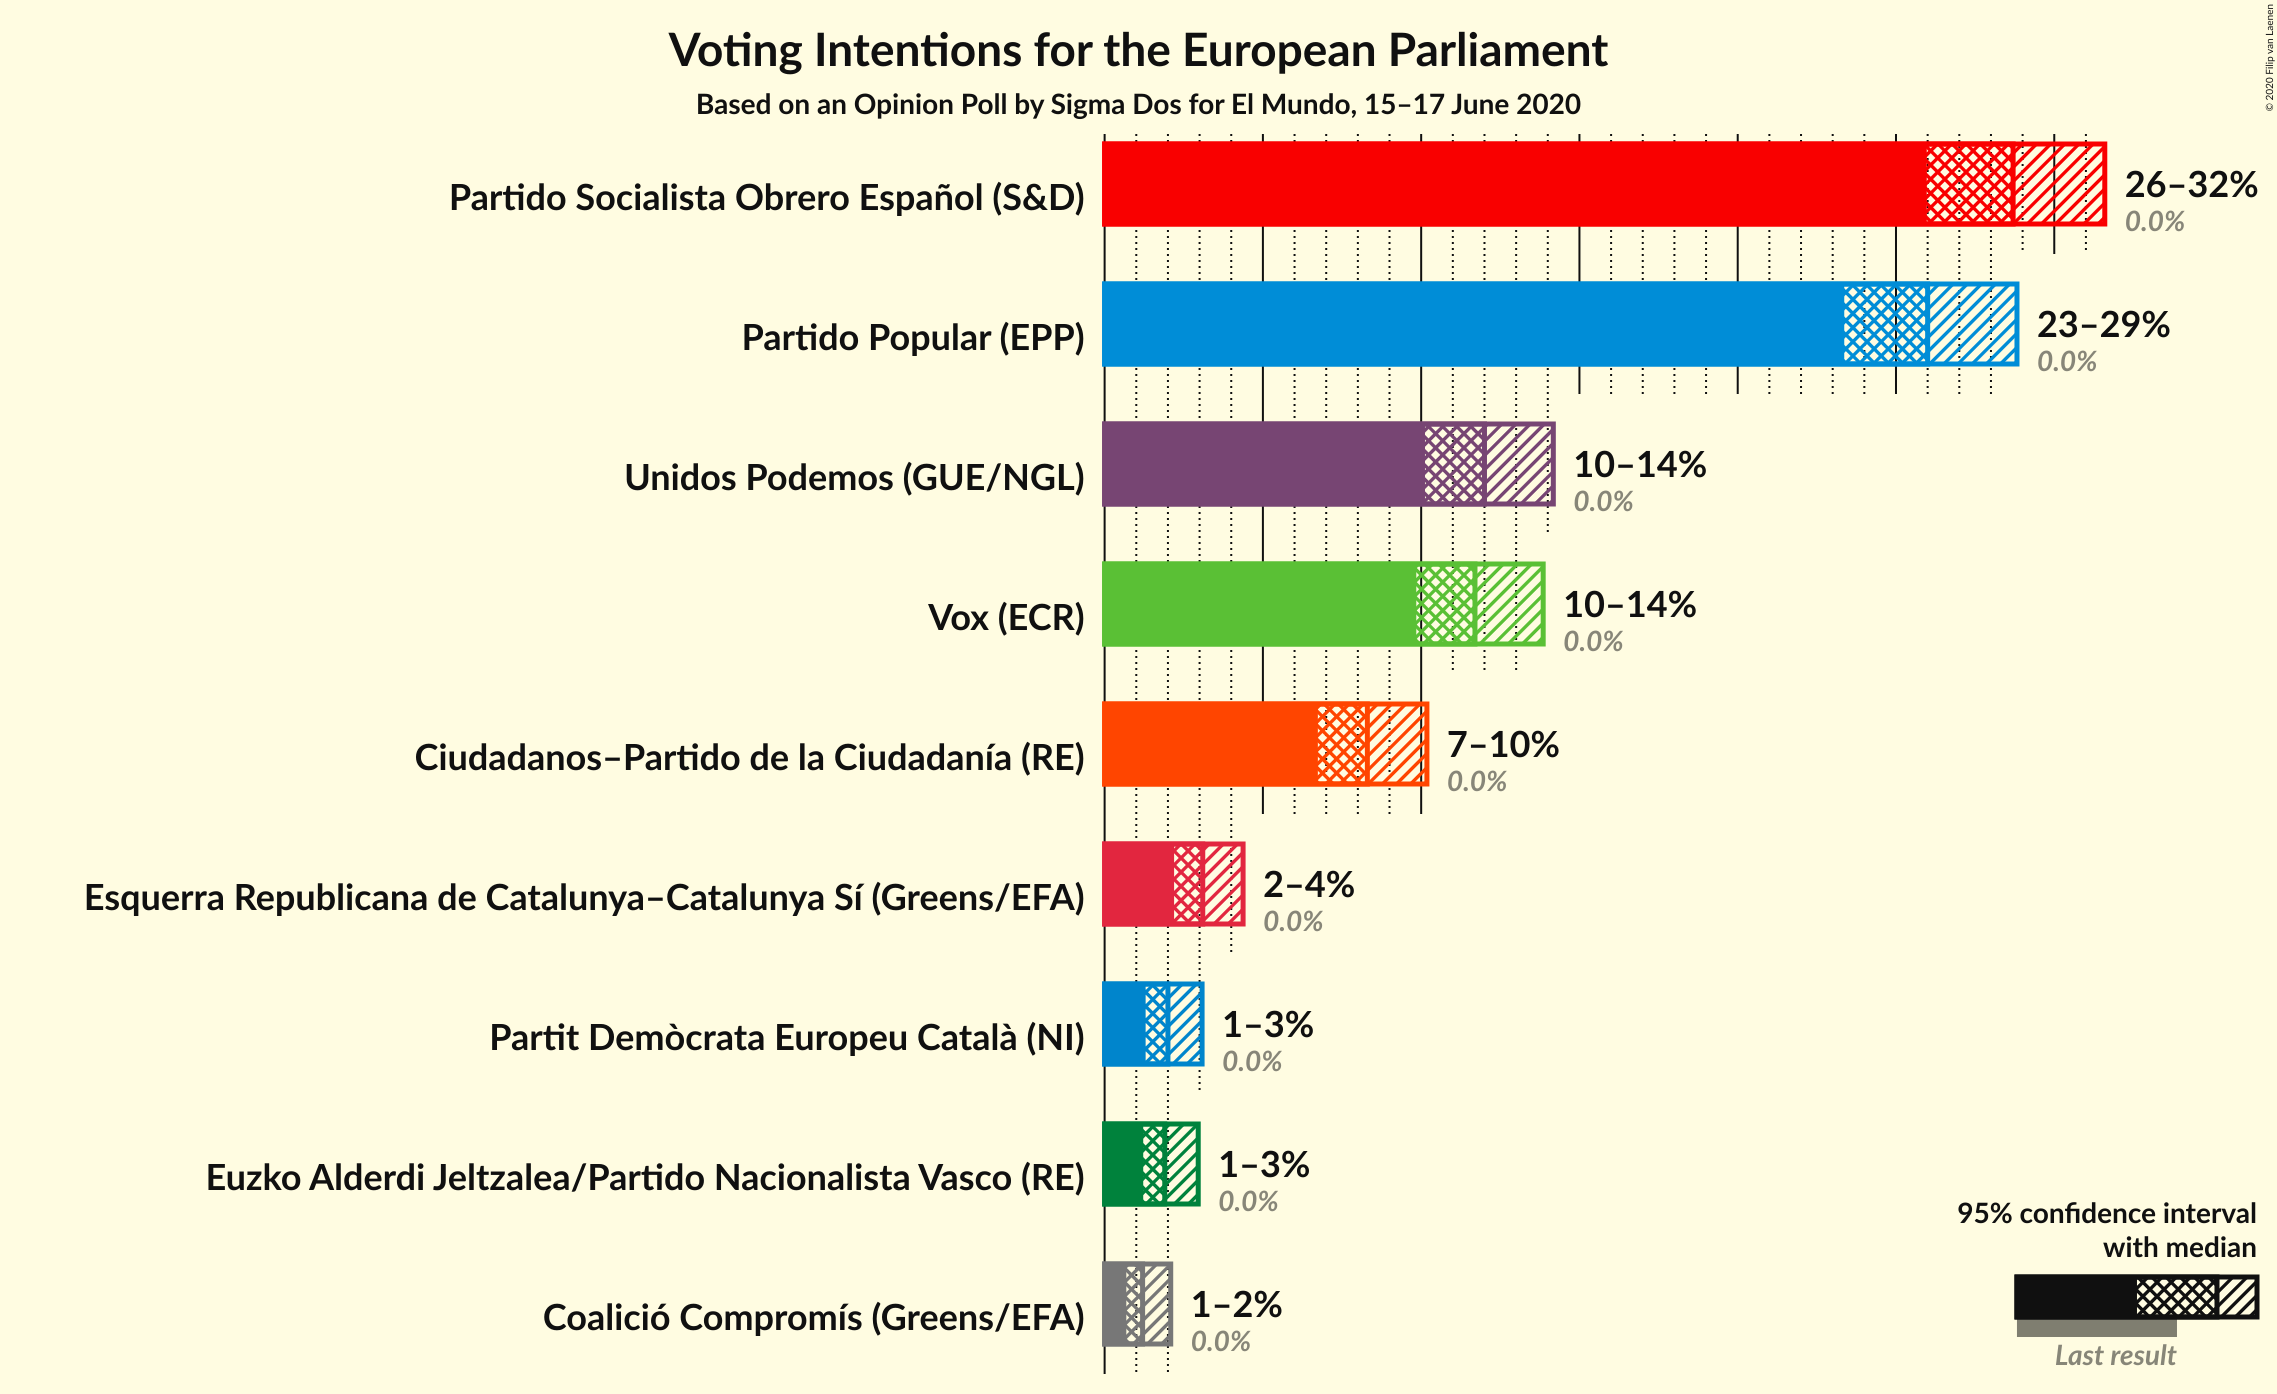 Voting Intentions for the European Parliament
Based on an Opinion Poll by Sigma Dos for El Mundo, 15–17 June 2020
© 2020 Filip van Laenen
Partido Socialista Obrero Español (S&D)
26–32%
0.0%
Partido Popular (EPP)
23–29%
0.0%
Unidos Podemos (GUE/NGL)
10–14%
0.0%
Vox (ECR)
10–14%
0.0%
Ciudadanos–Partido de la Ciudadanía (RE)
7–10%
0.0%
Esquerra Republicana de Catalunya–Catalunya Sí (Greens/EFA)
2–4%
0.0%
Partit Demòcrata Europeu Català (NI)
1–3%
0.0%
Euzko Alderdi Jeltzalea/Partido Nacionalista Vasco (RE)
1–3%
0.0%
Coalició Compromís (Greens/EFA)
1–2%
0.0%
95% confidence interval
with median
Last result